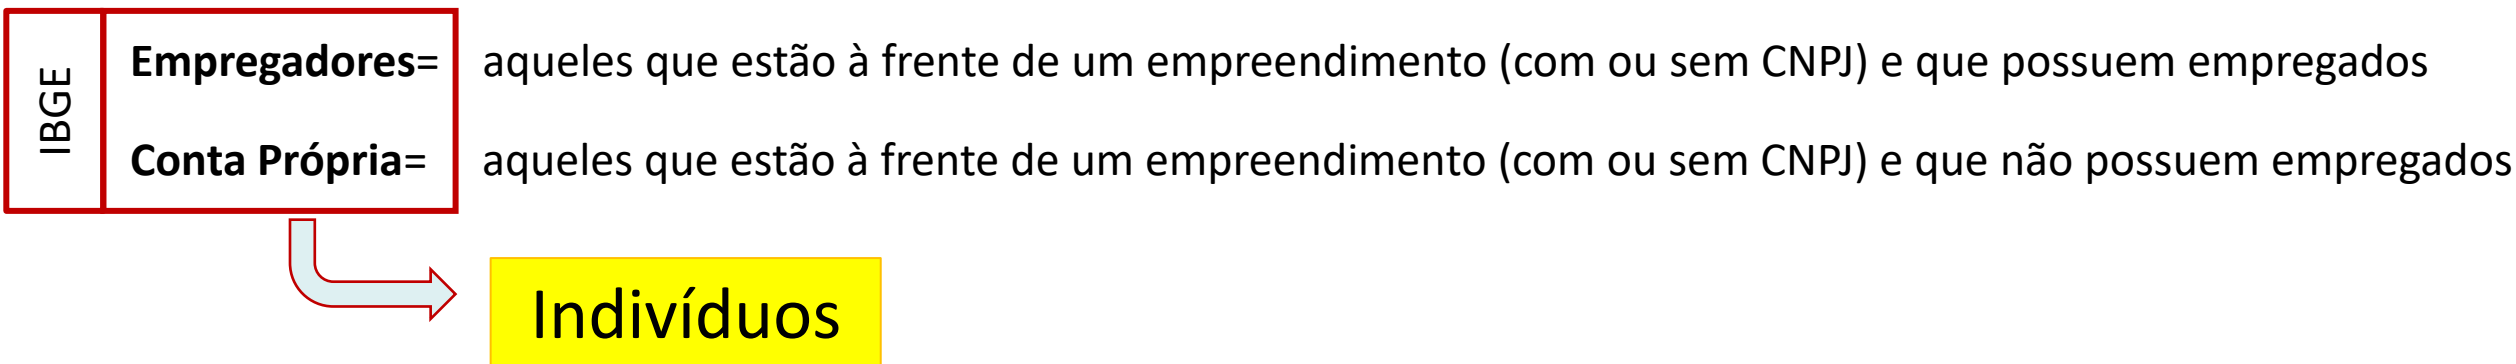 IBGE
Empregadores= aqueles que estão à frente de um empreendimento (com ou sem CNPJ) e que possuem empregados
Conta Própria= aqueles que estão à frente de um empreendimento (com ou sem CNPJ) e que não possuem empregados
Indivíduos